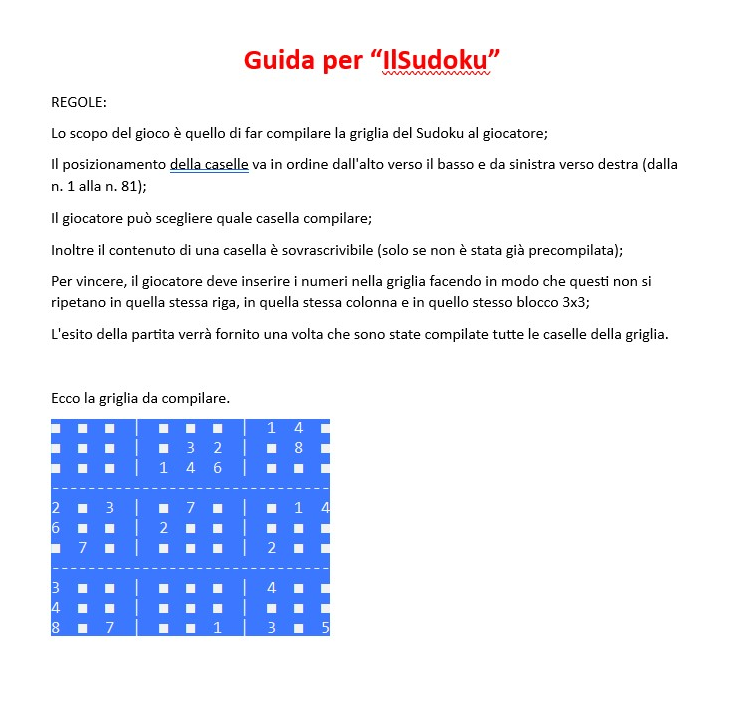 Guida per “IlSudoku”
REGOLE:
Lo scopo del gioco è quello di far compilare la griglia del Sudoku al giocatore;
Il posizionamento della caselle va in ordine dall'alto verso il basso e da sinistra verso destra (dalla
n. 1 alla n. 81);
Il giocatore può scegliere quale casella compilare;
Inoltre il contenuto di una casella è sovrascrivibile (solo se non è stata già precompilata);
Per vincere, il giocatore deve inserire i numeri nella griglia facendo in modo che questi non si
ripetano in quella stessa riga, in quella stessa colonna e in quello stesso blocco 3x3;
L'esito della partita verrà fornito una volta che sono state compilate tutte le caselle della griglia.
Ecco la griglia da compilare.
■ ■ ■ | ■ ■ ■ | 1 4 ■
■ ■ ■ | ■ 3 2 | ■ 8 ■
■ ■ ■ | 1 4 6 | ■ ■ ■
-------------------------------
2 ■ 3 | ■ 7 ■ | ■ 1 4
6 ■ ■ | 2 ■ ■ | ■ ■ ■
■ 7 ■ | ■ ■ ■ | 2 ■ ■
-------------------------------
3 ■ ■ | ■ ■ ■ | 4 ■ ■
4 ■ ■ | ■ ■ ■ | ■ ■ ■
8 ■ 7 | ■ ■ 1 | 3 ■ 5